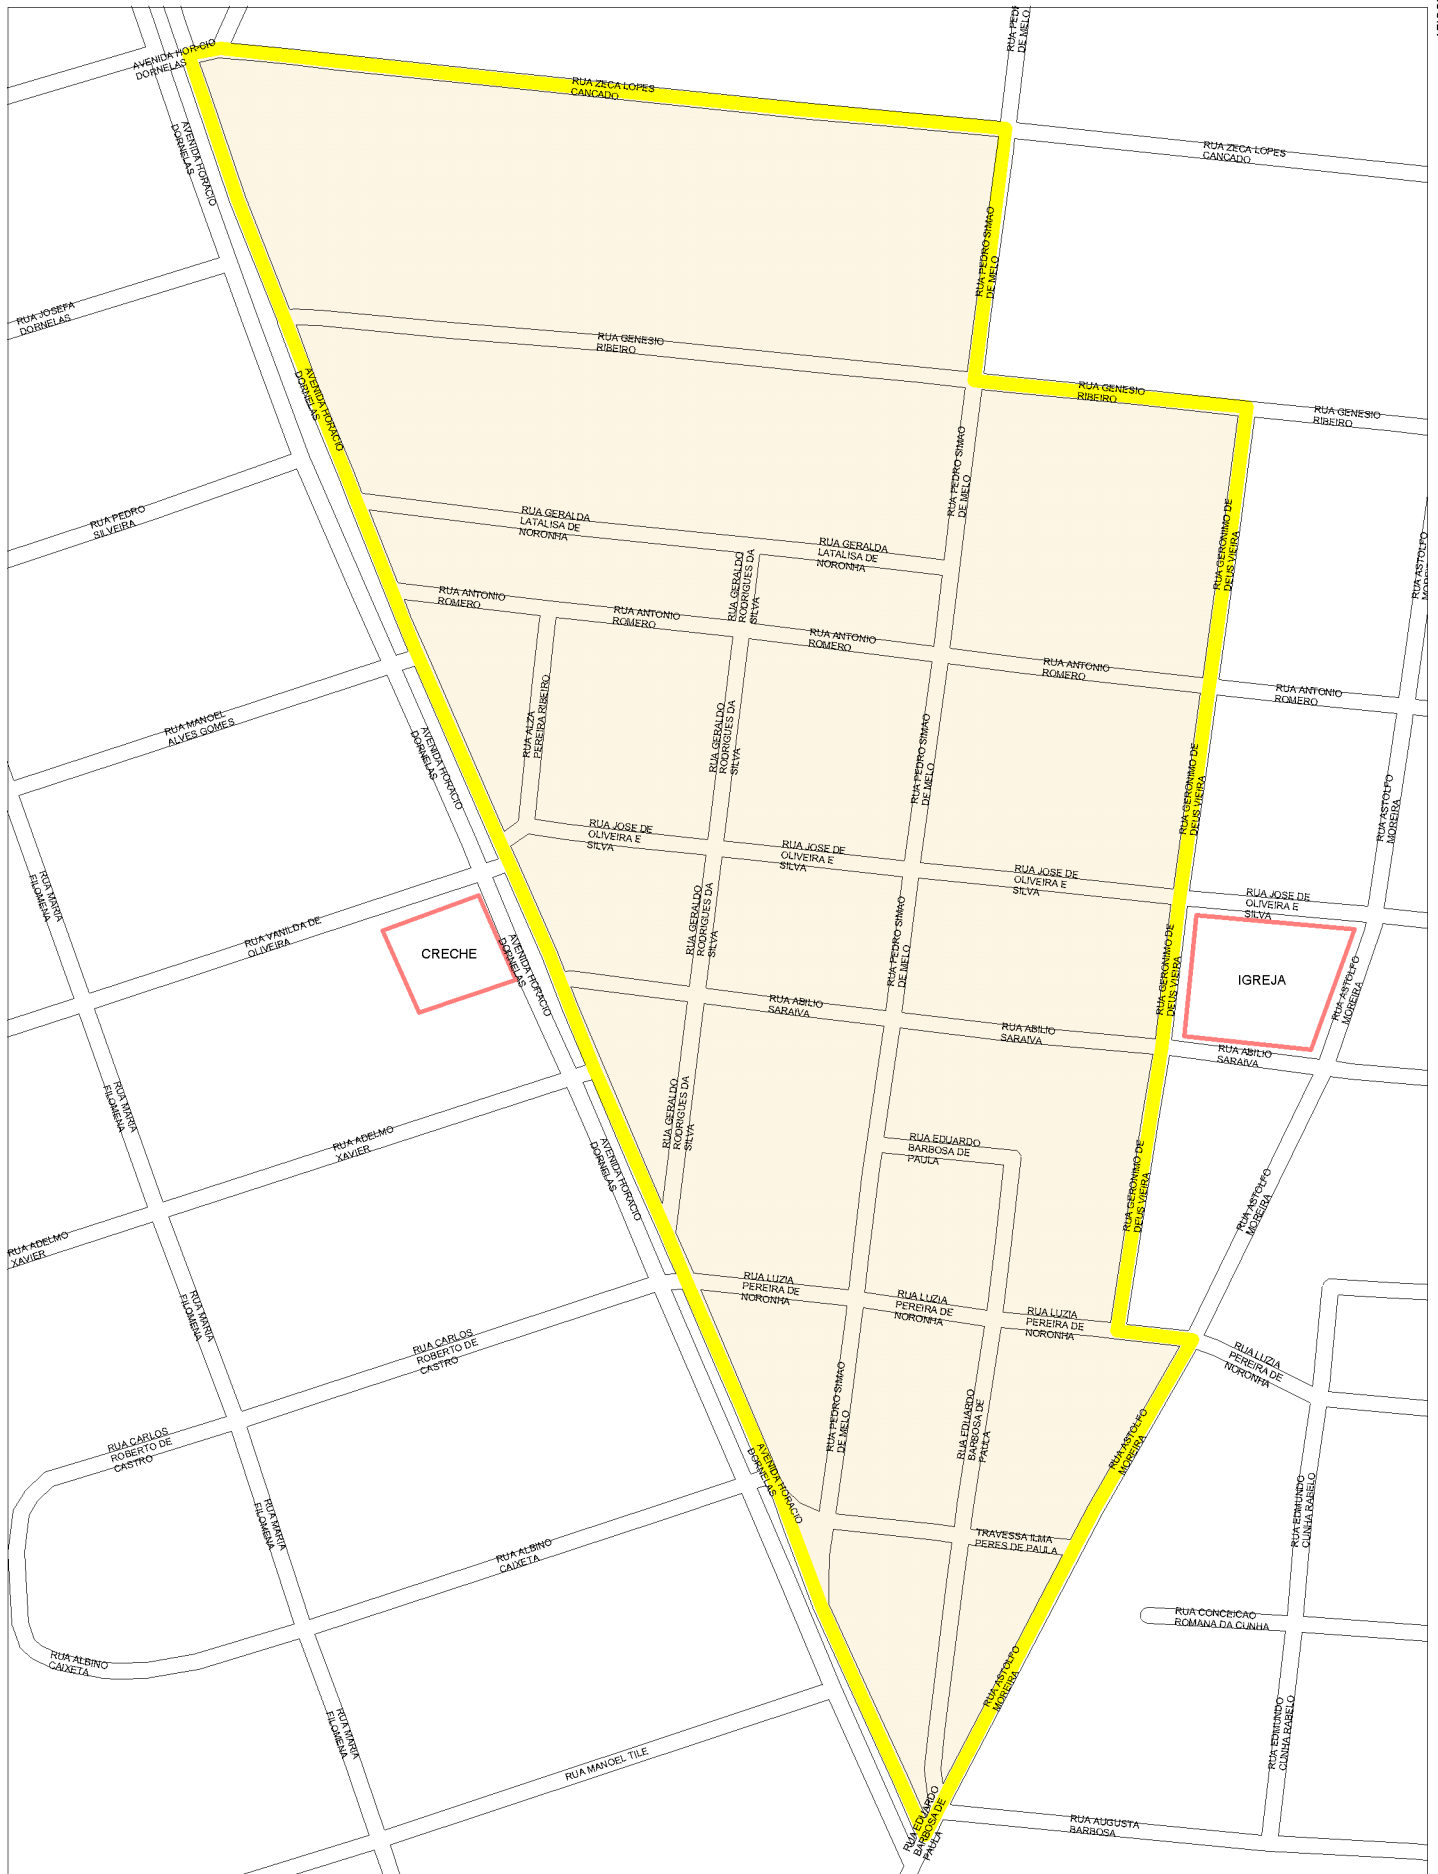 RUA PEDRO SIMAO
DE MELO
AVENIDA HOR-CIO
DORNELAS
RUA ZECA LOPES
CANCADO
RUA ZECA LOPES
CANCADO
AVENIDA HORACIO
DORNELAS
RUA PEDRO SIMAO
DE MELO
RUA JOSEFA
DORNELAS
RUA GENESIO
RIBEIRO
RUA GENESIO
RIBEIRO
RUA GENESIO
RIBEIRO
AVENIDA HORACIO
DORNELAS
RUA PEDRO SIMAO
DE MELO
RUA PEDRO
SILVEIRA
RUA GERALDA
LATALISA DE
NORONHA
RUA GERALDA
LATALISA DE
NORONHA
RUA GERONIMO DE
DEUS VIEIRA
RUA ASTOLFO
MOREIRA
RUA GERALDO
RODRIGUES DA
SILVA
RUA ANTONIO
ROMERO
RUA ANTONIO
ROMERO
RUA ANTONIO
ROMERO
RUA ANTONIO
ROMERO
RUA ANTONIO
ROMERO
RUA MANOEL
ALVES GOMES
RUA ALZA
PEREIRA RIBEIRO
RUA GERALDO
RODRIGUES DA
SILVA
RUA PEDRO SIMAO
DE MELO
RUA GERONIMO DE
DEUS VIEIRA
RUA ASTOLFO
MOREIRA
AVENIDA HORACIO
DORNELAS
RUA JOSE DE
OLIVEIRA E
SILVA
RUA JOSE DE
OLIVEIRA E
SILVA
RUA JOSE DE
OLIVEIRA E
SILVA
RUA JOSE DE
OLIVEIRA E
SILVA
RUA MARIA
FILOMENA
RUA VANILDA DE
OLIVEIRA
CRECHE
AVENIDA HORACIO
DORNELAS
RUA GERALDO
RODRIGUES DA
SILVA
RUA PEDRO SIMAO
DE MELO
RUA GERONIMO DE
DEUS VIEIRA
IGREJA
RUA ASTOLFO
MOREIRA
RUA ABILIO
SARAIVA
RUA ABILIO
SARAIVA
RUA ABILIO
SARAIVA
RUA MARIA
FILOMENA
RUA ADELMO
XAVIER
AVENIDA HORACIO
DORNELAS
RUA GERALDO
RODRIGUES DA
SILVA
RUA EDUARDO
BARBOSA DE
PAULA
RUA GERONIMO DE
DEUS VIEIRA
RUA ASTOLFO
MOREIRA
RUA ADELMO
XAVIER
RUA MARIA
FILOMENA
RUA LUZIA
PEREIRA DE
NORONHA
RUA LUZIA
PEREIRA DE
NORONHA
RUA LUZIA
PEREIRA DE
NORONHA
RUA LUZIA
PEREIRA DE
NORONHA
RUA CARLOS
ROBERTO DE
CASTRO
RUA PEDRO SIMAO
DE MELO
RUA EDUARDO
BARBOSA DE
PAULA
RUA ASTOLFO
MOREIRA
RUA CARLOS
ROBERTO DE
CASTRO
AVENIDA HORACIO
DORNELAS
RUA MARIA
FILOMENA
RUA EDMUNDO
CUNHA RABELO
TRAVESSA ILMA
PERES DE PAULA
RUA ALBINO
CAIXETA
RUA CONCEICAO
ROMANA DA CUNHA
RUA ALBINO
CAIXETA
RUA ASTOLFO
MOREIRA
RUA MARIA
FILOMENA
RUA EDMUNDO
CUNHA RABELO
RUA MANOEL TILE
RUA EDUARDO
BARBOSA DE
PAULA
RUA AUGUSTA
BARBOSA